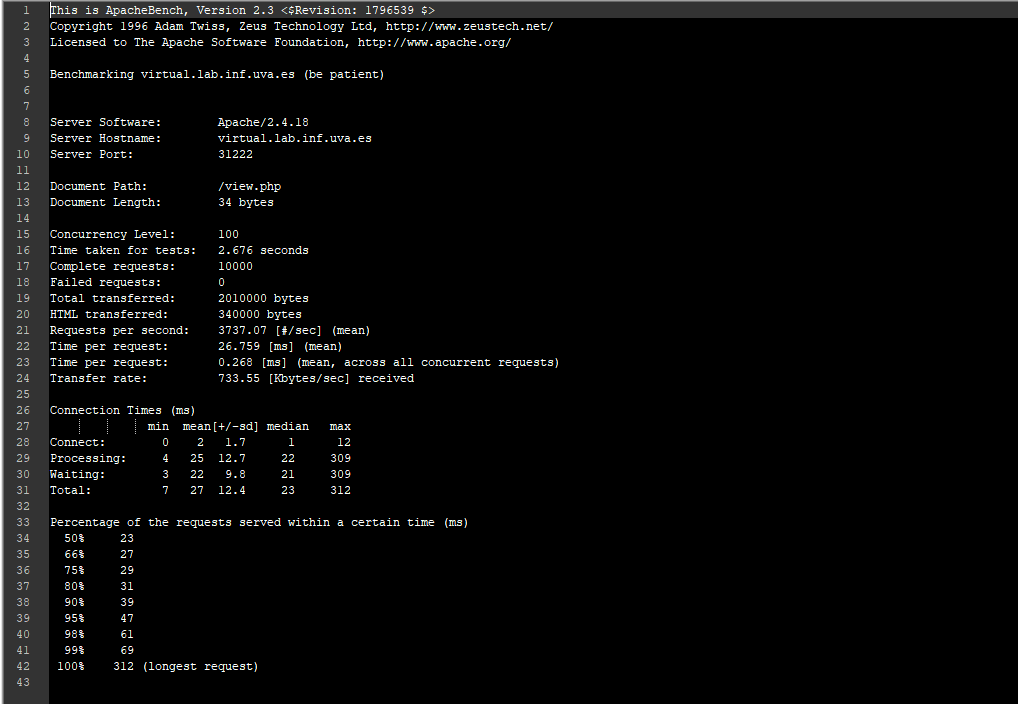 1 This is ApacheBench, Version 2.3 <$Revision: 1796539 $>
2 Copyright 1996 Adam Twiss, Zeus Technology Ltd, http://www.zeustech.net/
3 Licensed to The Apache Software Foundation, http://www.apache.org/
4
5 Benchmarking virtual.lab.inf.uva.es (be patient)
6
7
8 Server Software:        Apache/2.4.18
9 Server Hostname:        virtual.lab.inf.uva.es
10 Server Port:            31222
11
12 Document Path:          /view.php
13 Document Length:        34 bytes
14
15 Concurrency Level:      100
16 Time taken for tests:   2.676 seconds
17 Complete requests:      10000
18 Failed requests:        0
19 Total transferred:      2010000 bytes
20 HTML transferred:       340000 bytes
21 Requests per second:    3737.07 [#/sec] (mean)
22 Time per request:       26.759 [ms] (mean)
23 Time per request:       0.268 [ms] (mean, across all concurrent requests)
24 Transfer rate:          733.55 [Kbytes/sec] received
25
26 Connection Times (ms)
27               min  mean[+/-sd] median   max
28 Connect:        0    2   1.7      1      12
29 Processing:     4   25  12.7     22     309
30 Waiting:        3   22   9.8     21     309
31 Total:          7   27  12.4     23     312
32
33 Percentage of the requests served within a certain time (ms)
34   50%     23
35   66%     27
36   75%     29
37   80%     31
38   90%     39
39   95%     47
40   98%     61
41   99%     69
42  100%    312 (longest request)
43